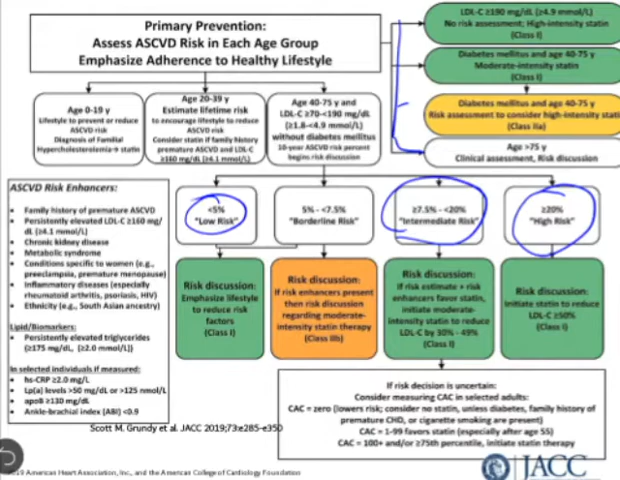 Primary Prevention:
Assess ASCVD Risk in Each Age Group
Emphasize Adherence to Healthy Lifestyle
LDL-C ≥190 mg/dL (≥4.9 mmol/L)
No risk assessment; High-intensity statin
(Class I)
Diabetes mellitus and age 40-75 y
Moderate-intensity statin
(Class I)
Diabetes mellitus and age 40-75 y
Risk assessment to consider high-intensity statin
(Class IIa)
Age >75 y
Clinical assessment, Risk discussion
Age 0-19 y
Lifestyle to prevent or reduce
ASCVD risk
Diagnosis of Familial
Hypercholesterolemia→ statin
Age 20-39 y
Estimate lifetime risk
to encourage lifestyle to reduce
ASCVD risk
Consider statin if family history
premature ASCVD and LDL-C
≥160 mg/dL (≥4.1 mmol/L)
Age 40-75 y and
LDL-C ≥70-<190 mg/dL
(≥1.8-<4.9 mmol/L)
without diabetes mellitus
10-year ASCVD risk percent
begins risk discussion
ASCVD Risk Enhancers:
• Family history of premature ASCVD
• Persistently elevated LDL-C ≥160 mg/
dL (≥4.1 mmol/L)
• Chronic kidney disease
• Metabolic syndrome
• Conditions specific to women (e.g.,
preeclampsia, premature menopause)
• Inflammatory diseases (especially
rheumatoid arthritis, psoriasis, HIV)
• Ethnicity (e.g., South Asian ancestry)
Lipid/Biomarkers:
• Persistently elevated triglycerides
(≥175 mg/dL, (≥2.0 mmol/L))
In selected individuals if measured:
• hs-CRP ≥2.0 mg/L
• Lp(a) levels >50 mg/dL or >125 nmol/L
• apoB ≥130 mg/dL
• Ankle-brachial index (ABI) <0.9
<5%
"Low Risk"
5% - <7.5%
"Borderline Risk"
≥7.5% - <20%
"Intermediate Risk"
≥20%
"High Risk"
Risk discussion:
Emphasize lifestyle
to reduce risk
factors
(Class I)
Risk discussion:
If risk enhancers present
then risk discussion
regarding moderate-
intensity statin therapy
(Class IIb)
Risk discussion:
If risk estimate + risk
enhancers favor statin,
initiate moderate-
intensity statin to reduce
LDL-C by 30% - 49%
(Class I)
Risk discussion:
Initiate statin to reduce
LDL-C ≥50%
(Class I)
If risk decision is uncertain:
Consider measuring CAC in selected adults:
CAC = zero (lowers risk; consider no statin, unless diabetes, family history of
premature CHD, or cigarette smoking are present)
CAC = 1-99 favors statin (especially after age 55)
CAC = 100+ and/or ≥75th percentile, initiate statin therapy
Scott M. Grundy et al. JACC 2019;73:e285-e350
2019 American Heart Association, Inc., and the American College of Cardiology Foundation
JACC